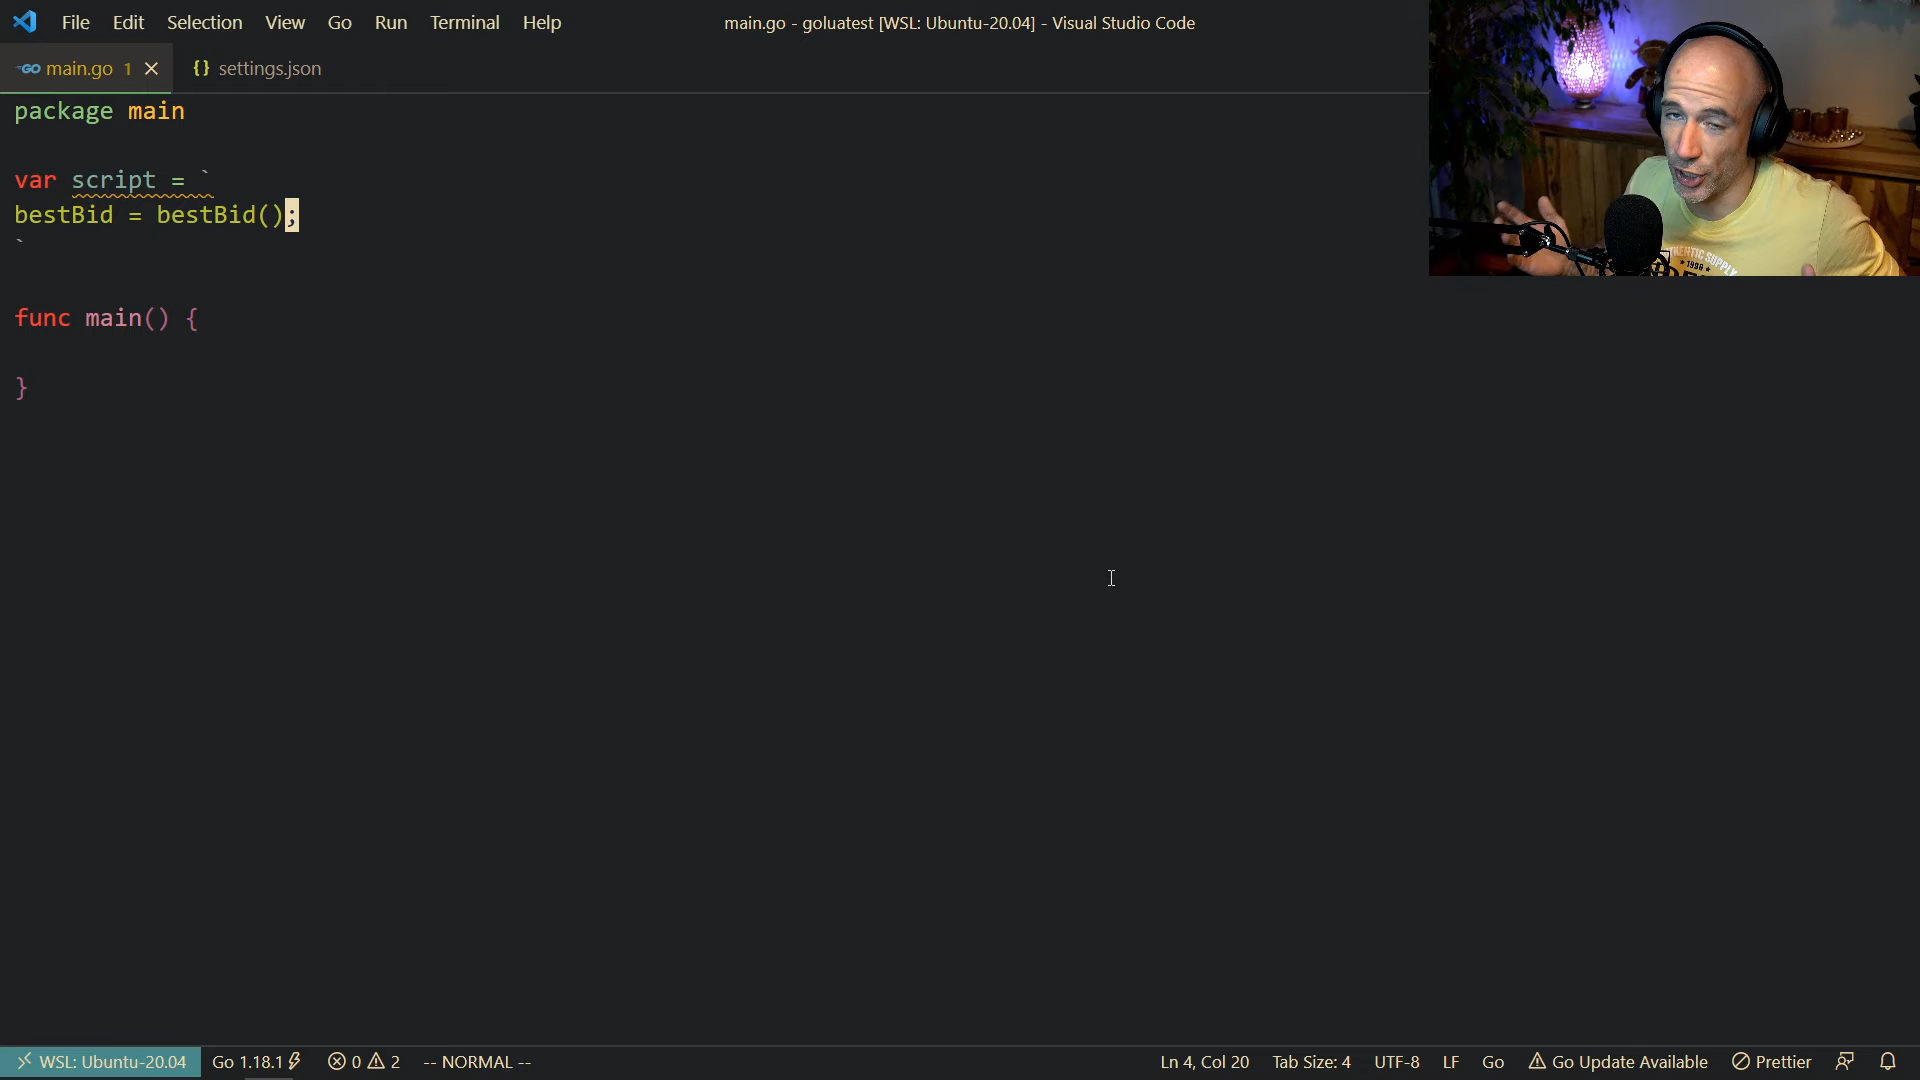 File Edit Selection View Go Run Terminal Help
main.go - goluatest [WSL: Ubuntu-20.04] - Visual Studio Code
GO main.go 1
{} settings.json
package main
var script = `
bestBid = bestBid();
`
func main() {
}
SUPPLY
1990
WSL: Ubuntu-20.04 Go 1.18.1 0 2 -- NORMAL --
Ln 4, Col 20 Tab Size: 4 UTF-8 LF Go Go Update Available Prettier